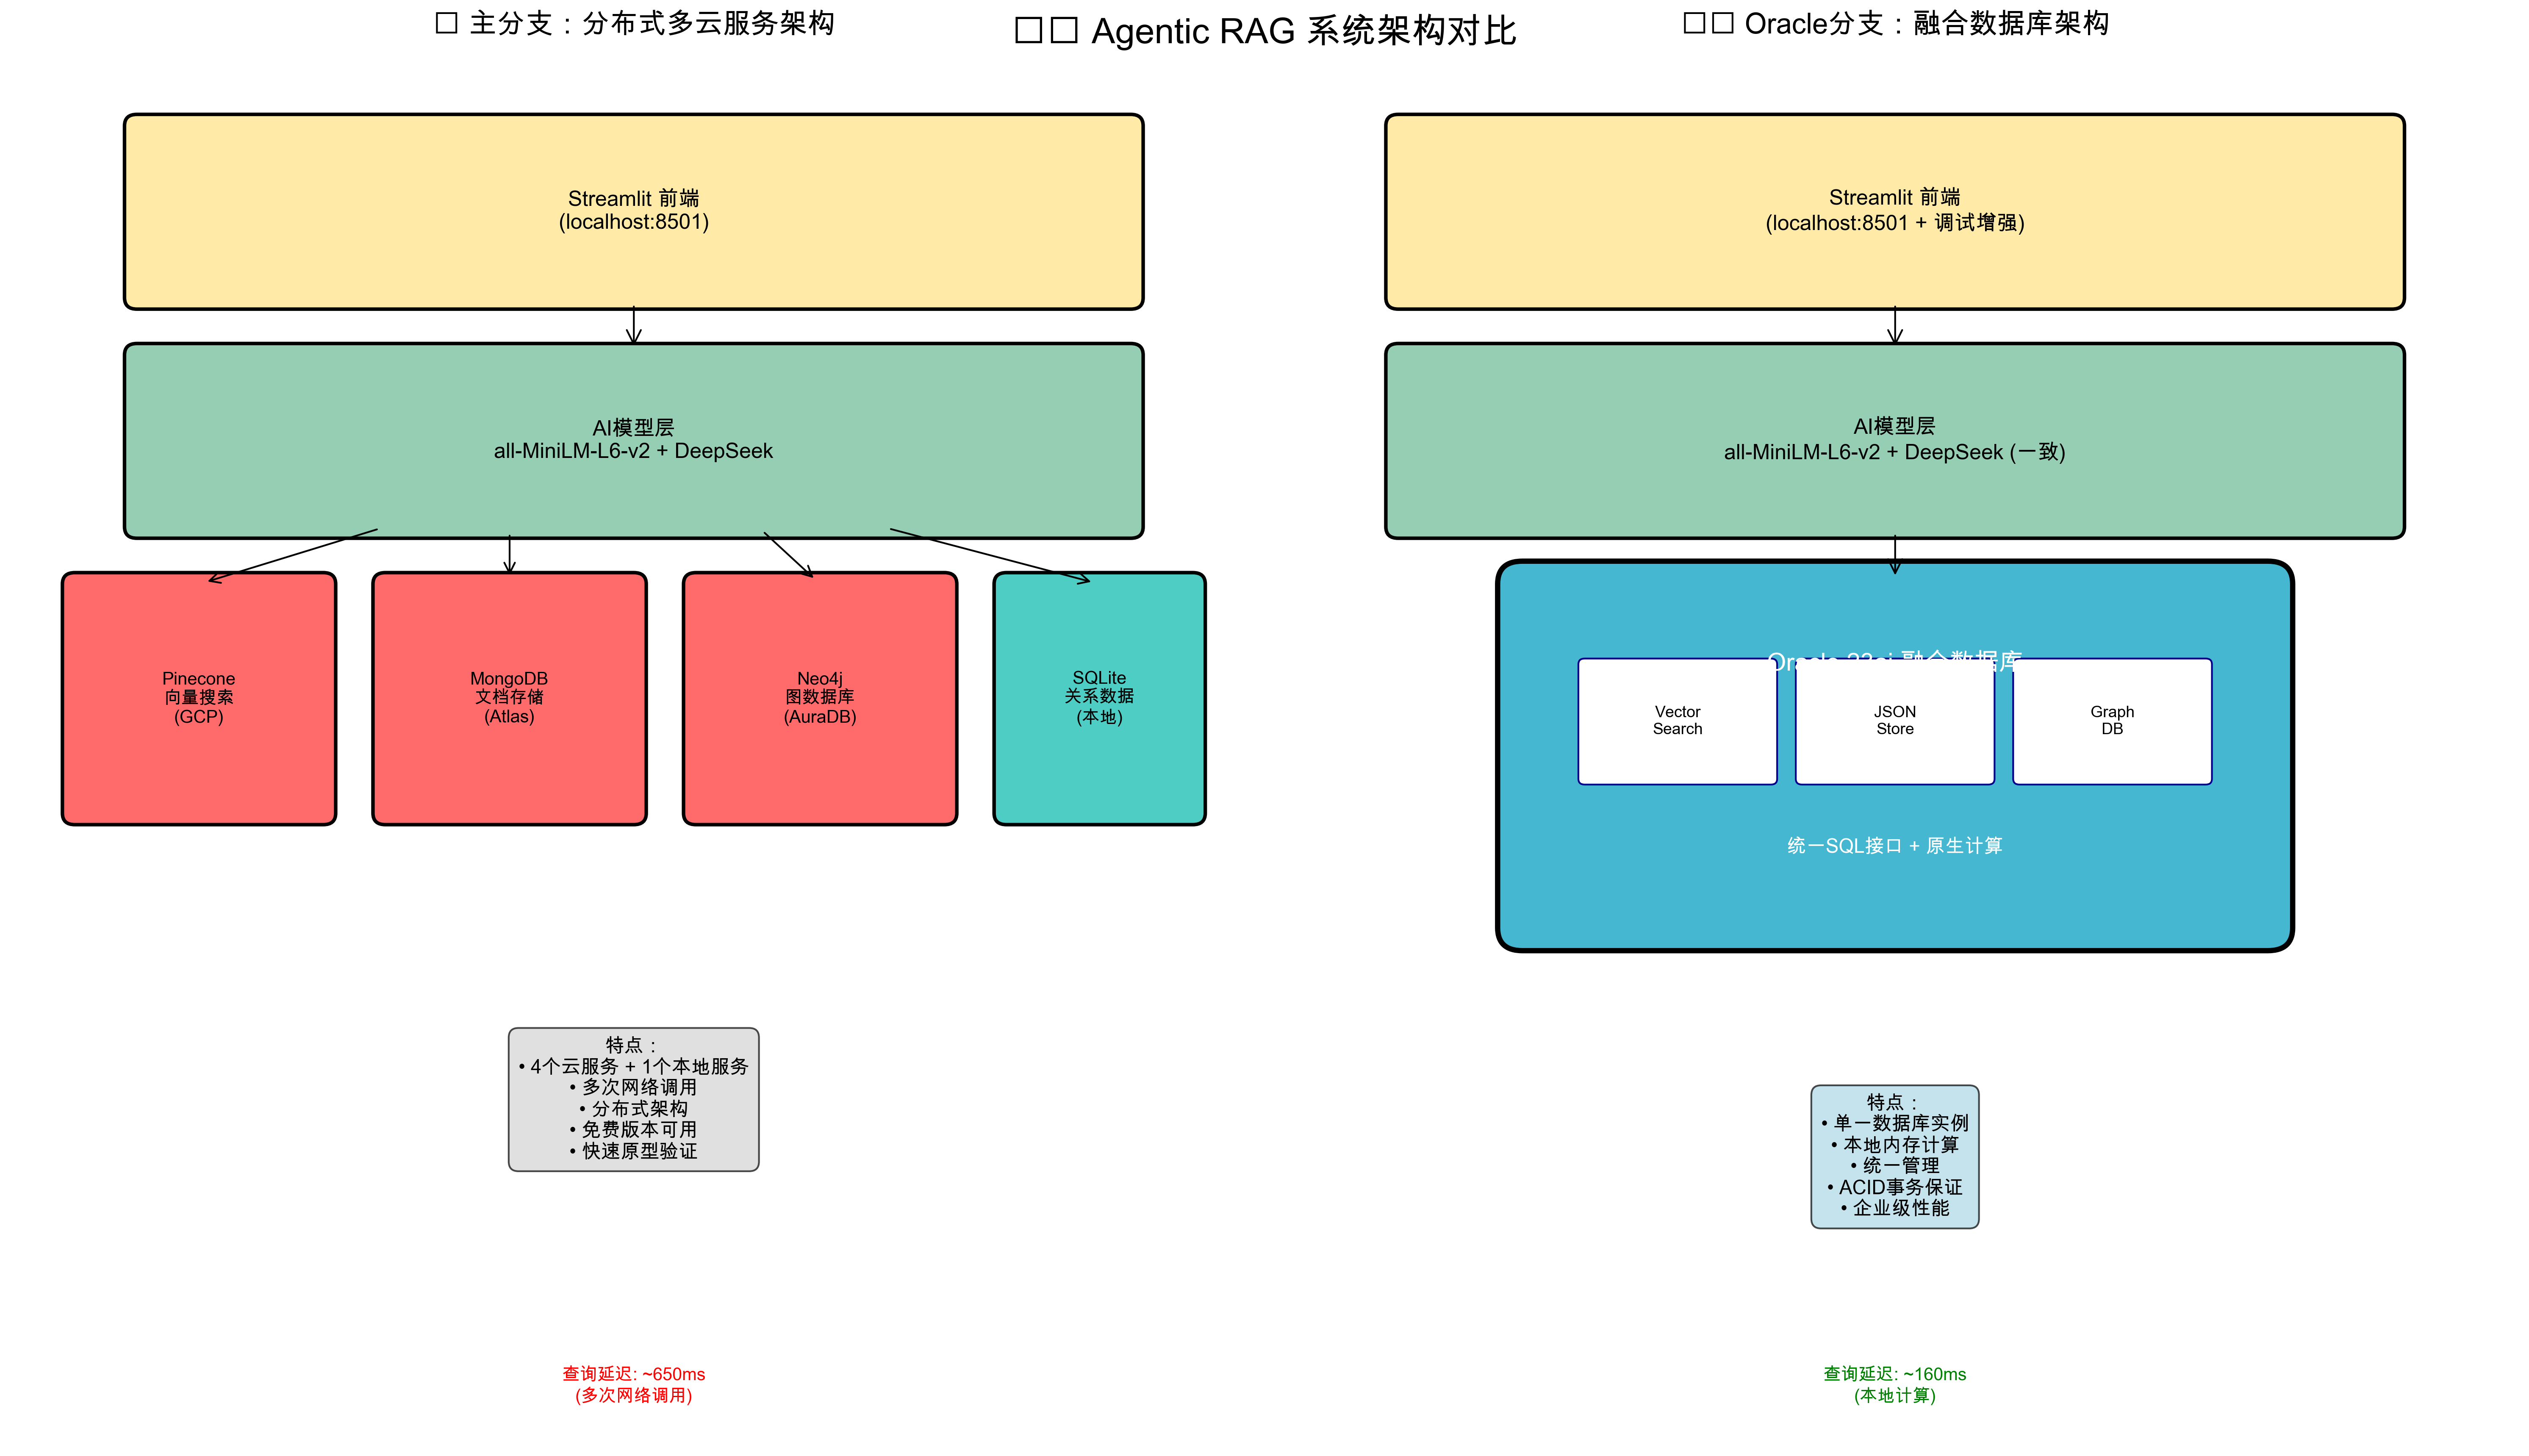 □□ Agentic RAG 系统架构对比
□ 主分支：分布式多云服务架构
Streamlit 前端
(localhost:8501)
AI模型层
all-MiniLM-L6-v2 + DeepSeek
Pinecone
向量搜索
(GCP)
MongoDB
文档存储
(Atlas)
Neo4j
图数据库
(AuraDB)
SQLite
关系数据
(本地)
特点：
• 4个云服务 + 1个本地服务
• 多次网络调用
• 分布式架构
• 免费版本可用
• 快速原型验证
查询延迟: ~650ms
(多次网络调用)
□□ Oracle分支：融合数据库架构
Streamlit 前端
(localhost:8501 + 调试增强)
AI模型层
all-MiniLM-L6-v2 + DeepSeek (一致)
Oracle 23ai 融合数据库
Vector
Search
JSON
Store
Graph
DB
统一SQL接口 + 原生计算
特点：
• 单一数据库实例
• 本地内存计算
• 统一管理
• ACID事务保证
• 企业级性能
查询延迟: ~160ms
(本地计算)